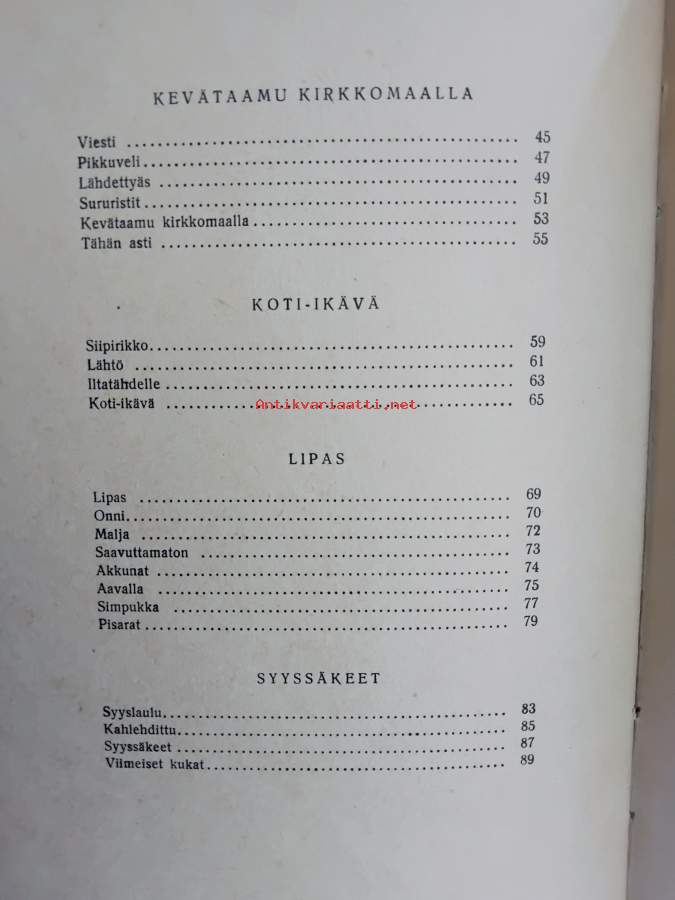 KEVÄTAAMU KIRKKOMAALLA
Viesti ........................................ 45
Pikkuveli ........................................ 47
Lähdettyäs ........................................ 49
Sururistit ........................................ 51
Kevätaamu kirkkomaalla ........................................ 53
Tähän asti ........................................ 55
KOTI-IKÄVÄ
Siipirikko ........................................ 59
Lähtö ........................................ 61
Iltatähdelle ........................................ 63
Koti-ikävä ........................................ 65
Antikvariaatti.net
LIPAS
Lipas ........................................ 69
Onni ........................................ 70
Malja ........................................ 72
Saavuttamaton ........................................ 73
Akkunat ........................................ 74
Aavalla ........................................ 75
Simpukka ........................................ 77
Pisarat ........................................ 79
SYYSSÄKEET
Syyslaulu ........................................ 83
Kahlehdittu ........................................ 85
Syyssäkeet ........................................ 87
Viimeiset kukat ........................................ 89